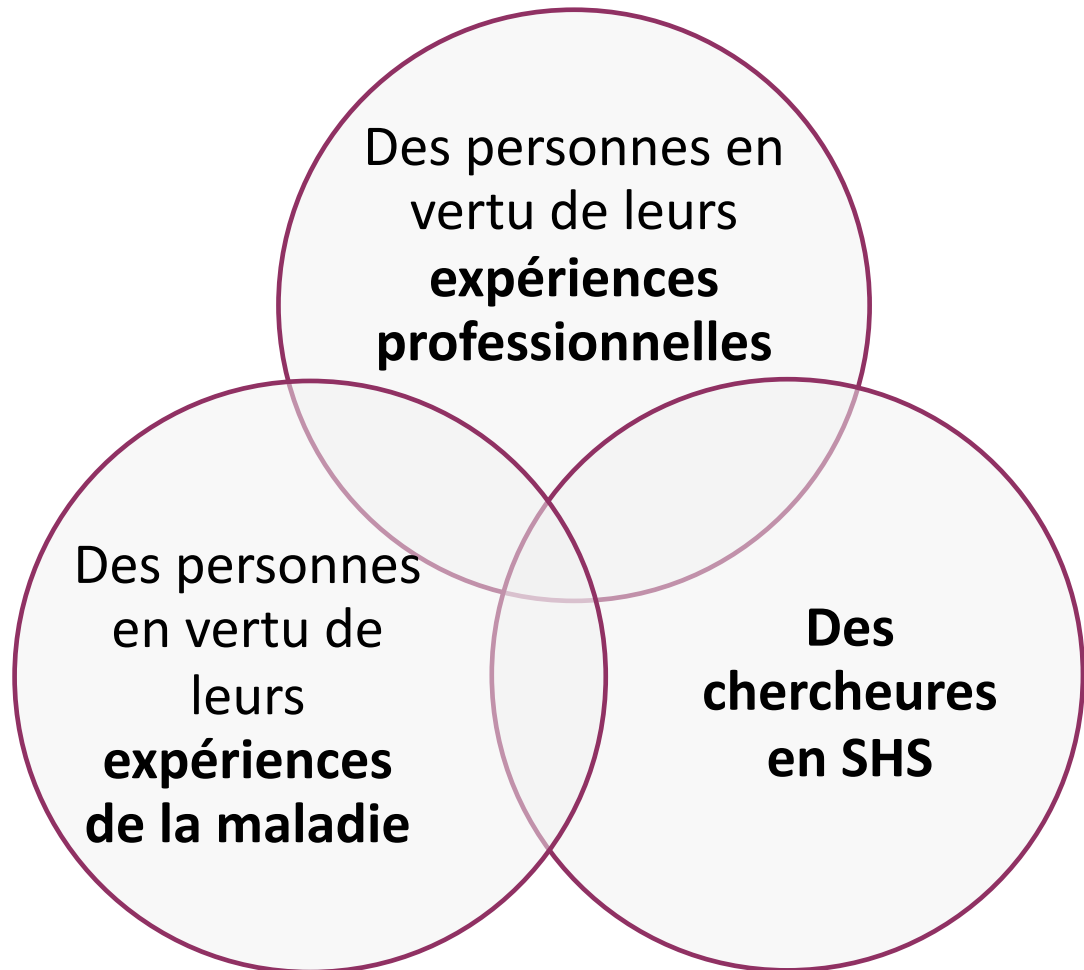 Des personnes en
vertu de leurs
expériences
professionnelles
Des personnes
en vertu de
leurs
expériences
de la maladie
Des
chercheures
en SHS